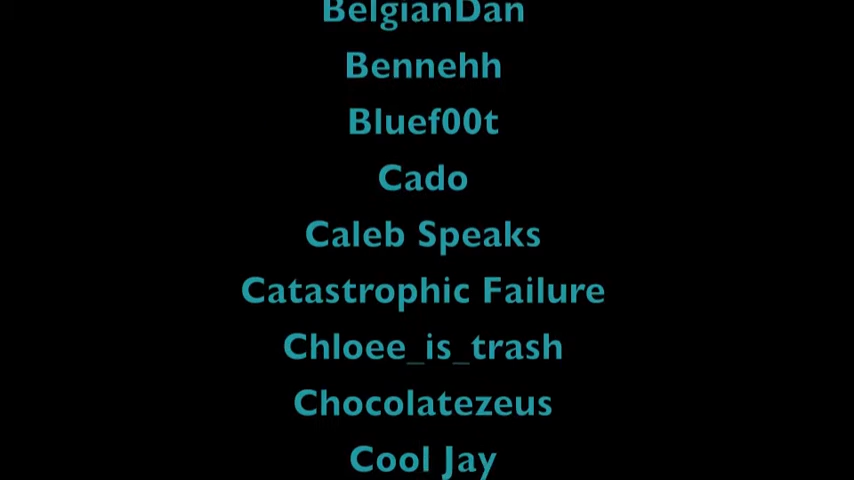 BelgianDan
Bennehh
Bluef00t
Cado
Caleb Speaks
Catastrophic Failure
Chloee_is_trash
Chocolatezeus
Cool Jay